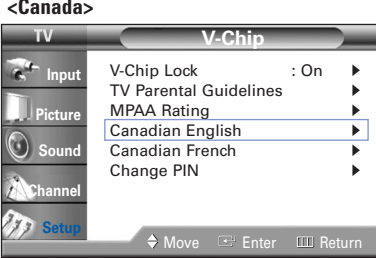 <Canada>
TV V-Chip
Input
Picture
Sound
Channel
Setup
V-Chip Lock : On ►
TV Parental Guidelines ►
MPAA Rating ►
Canadian English ►
Canadian French ►
Change PIN ►
Move Enter Return